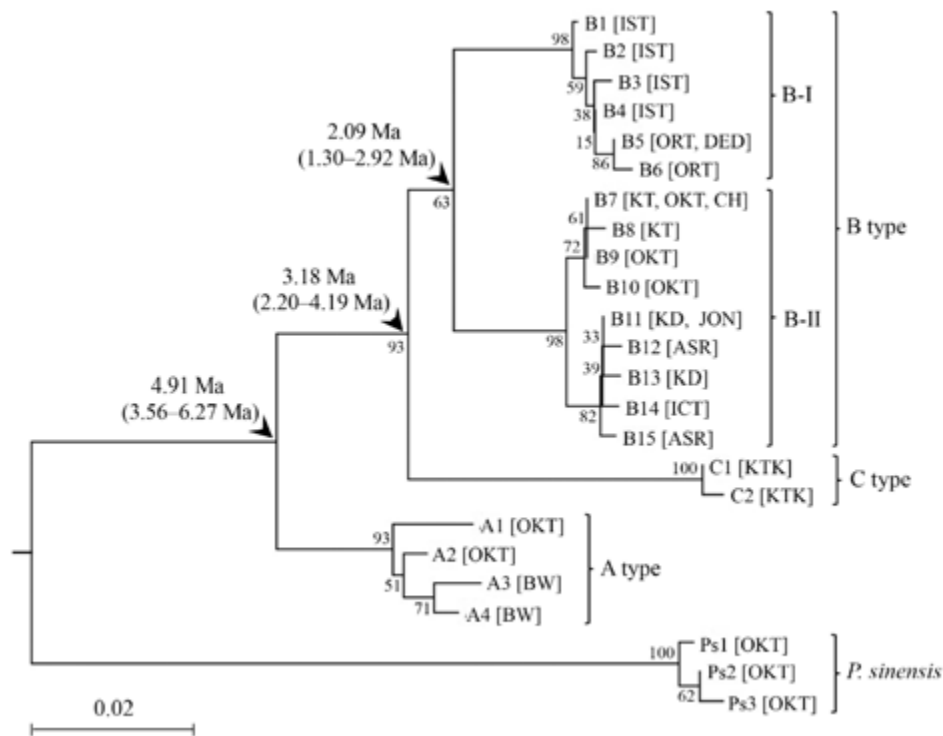 B1 [IST]
98
B2 [IST]
59
B3 [IST]
B-I
38
B4 [IST]
2.09 Ma
(1.30–2.92 Ma)
15
B5 [ORT, DED]
86
B6 [ORT]
63
B7 [KT, OKT, CH]
61
B8 [KT]
B type
72
B9 [OKT]
3.18 Ma
(2.20–4.19 Ma)
B10 [OKT]
B11 [KD, JON]
B-II
33
98
93
B12 [ASR]
39
B13 [KD]
4.91 Ma
(3.56–6.27 Ma)
B14 [ICT]
82
B15 [ASR]
100
C1 [KTK]
C type
C2 [KTK]
A1 [OKT]
93
A2 [OKT]
A type
51
A3 [BW]
71
A4 [BW]
Ps1 [OKT]
100
Ps2 [OKT]
P. sinensis
62
Ps3 [OKT]
0.02